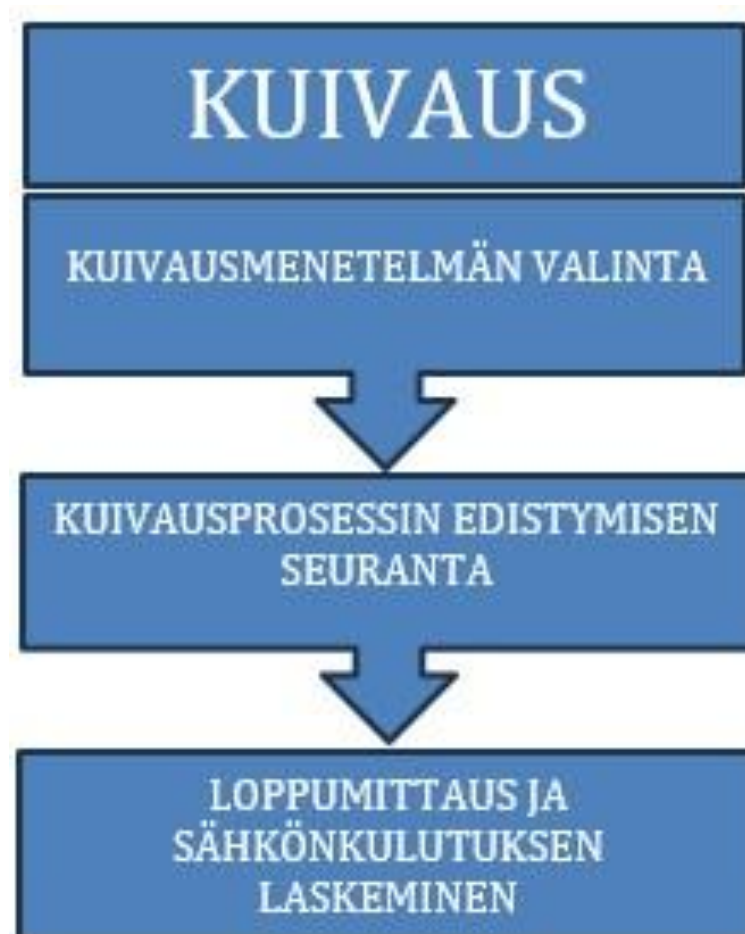 KUIVAUS
KUIVAUSMENETELMÄN VALINTA
KUIVAUSPROSESSIN EDISTYMISEN
SEURANTA
LOPPUMITTAUS JA
SÄHKÖNKULUTUKSEN
LASKEMINEN